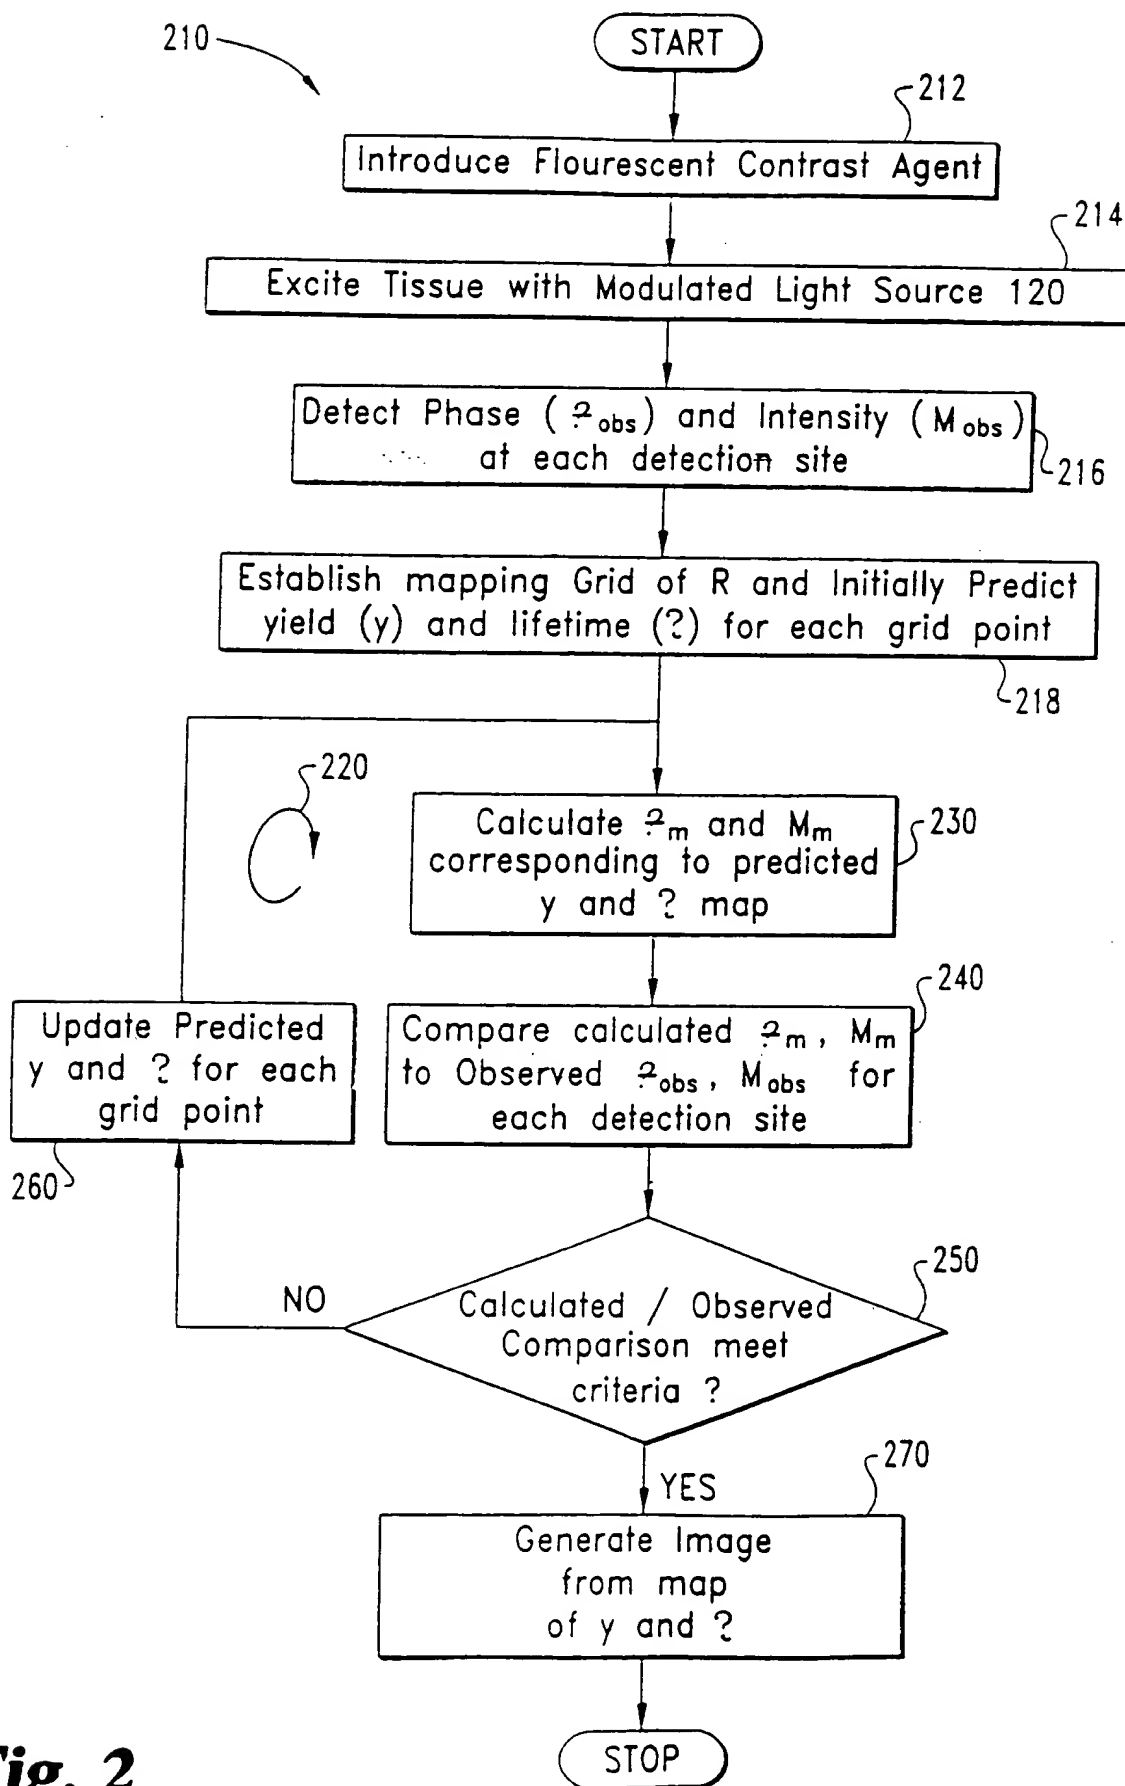 210
START
212
Introduce Flourescent Contrast Agent
214
Excite Tissue with Modulated Light Source 120
Detect Phase ( ?obs) and Intensity ( Mobs)
at each detection site
216
Establish mapping Grid of R and Initially Predict
yield (y) and lifetime (?) for each grid point
218
220
Calculate ?m and Mm
corresponding to predicted
y and ? map
230
240
Update Predicted
y and ? for each
grid point
260
Compare calculated ?m, Mm
to Observed ?obs, Mobs for
each detection site
250
NO
Calculated / Observed
Comparison meet
criteria ?
YES
270
Generate Image
from map
of y and ?
STOP
ig. 2